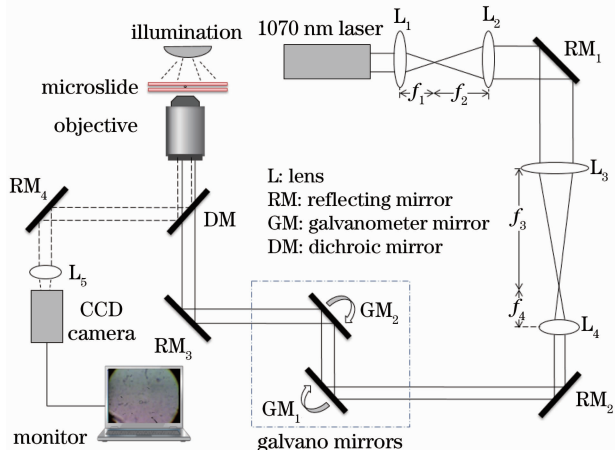 illumination
1070 nm laser
L1
L2
RM1
microslide
objective
f1
f2
RM4
DM
L: lens
RM: reflecting mirror
GM: galvanometer mirror
DM: dichroic mirror
L3
f3
L5
CCD
camera
RM3
GM2
f4
L4
GM1
RM2
monitor
galvano mirrors